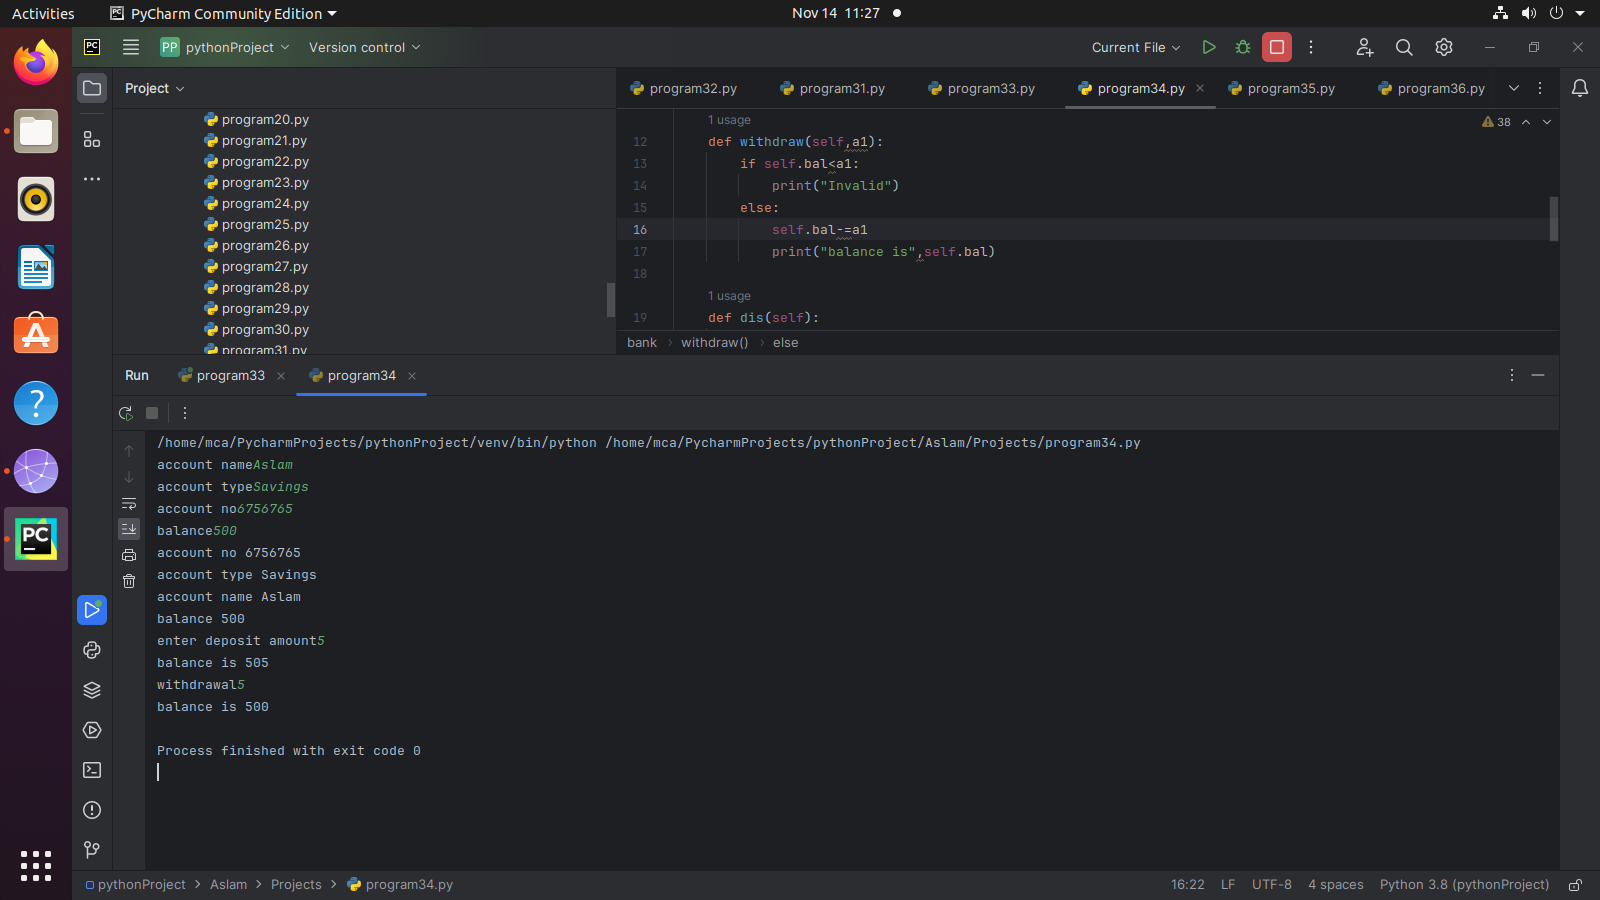 Activities PyCharm Community Edition Nov 14 11:27
PC PP pythonProject Version control Current File
Project program32.py program31.py program33.py program34.py program35.py program36.py
program20.py
program21.py
program22.py
program23.py
program24.py
program25.py
program26.py
program27.py
program28.py
program29.py
program30.py
program31.py
1 usage 38
12 def withdraw(self,a1):
13 if self.bal<a1:
14 print("Invalid")
15 else:
16 self.bal-=a1
17 print("balance is",self.bal)
18
1 usage
19 def dis(self):
bank withdraw() else
Run program33 program34
/home/mca/PycharmProjects/pythonProject/venv/bin/python /home/mca/PycharmProjects/pythonProject/Aslam/Projects/program34.py
account nameAslam
account typeSavings
account no6756765
balance500
account no 6756765
account type Savings
account name Aslam
balance 500
enter deposit amount5
balance is 505
withdrawal5
balance is 500
Process finished with exit code 0
PC
pythonProject Aslam Projects program34.py 16:22 LF UTF-8 4 spaces Python 3.8 (pythonProject)